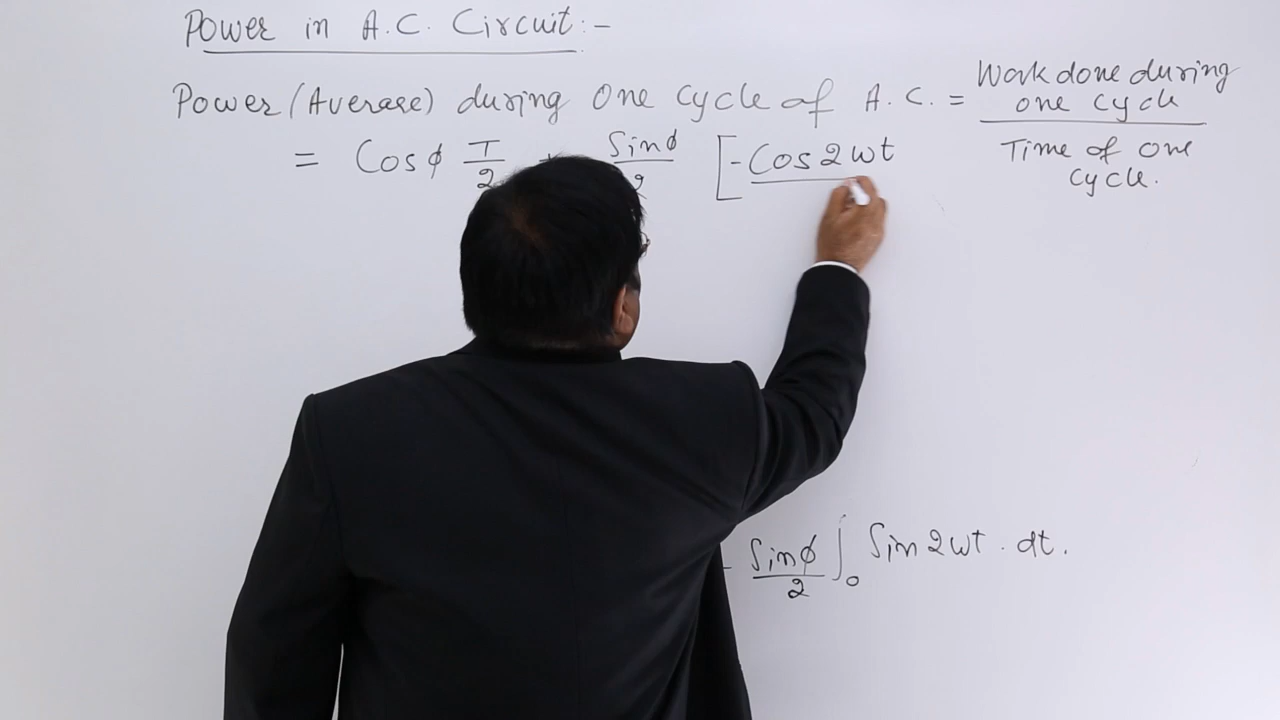 Power in A.C. Circuit:-
Power (Average) during One Cycle of A.C. = Work done during one cycle
Time of one cycle.
= Cos φ T/2 Sin φ/2 [-Cos 2ωt
Sin φ/2 ∫0 Sin 2ωt . dt.